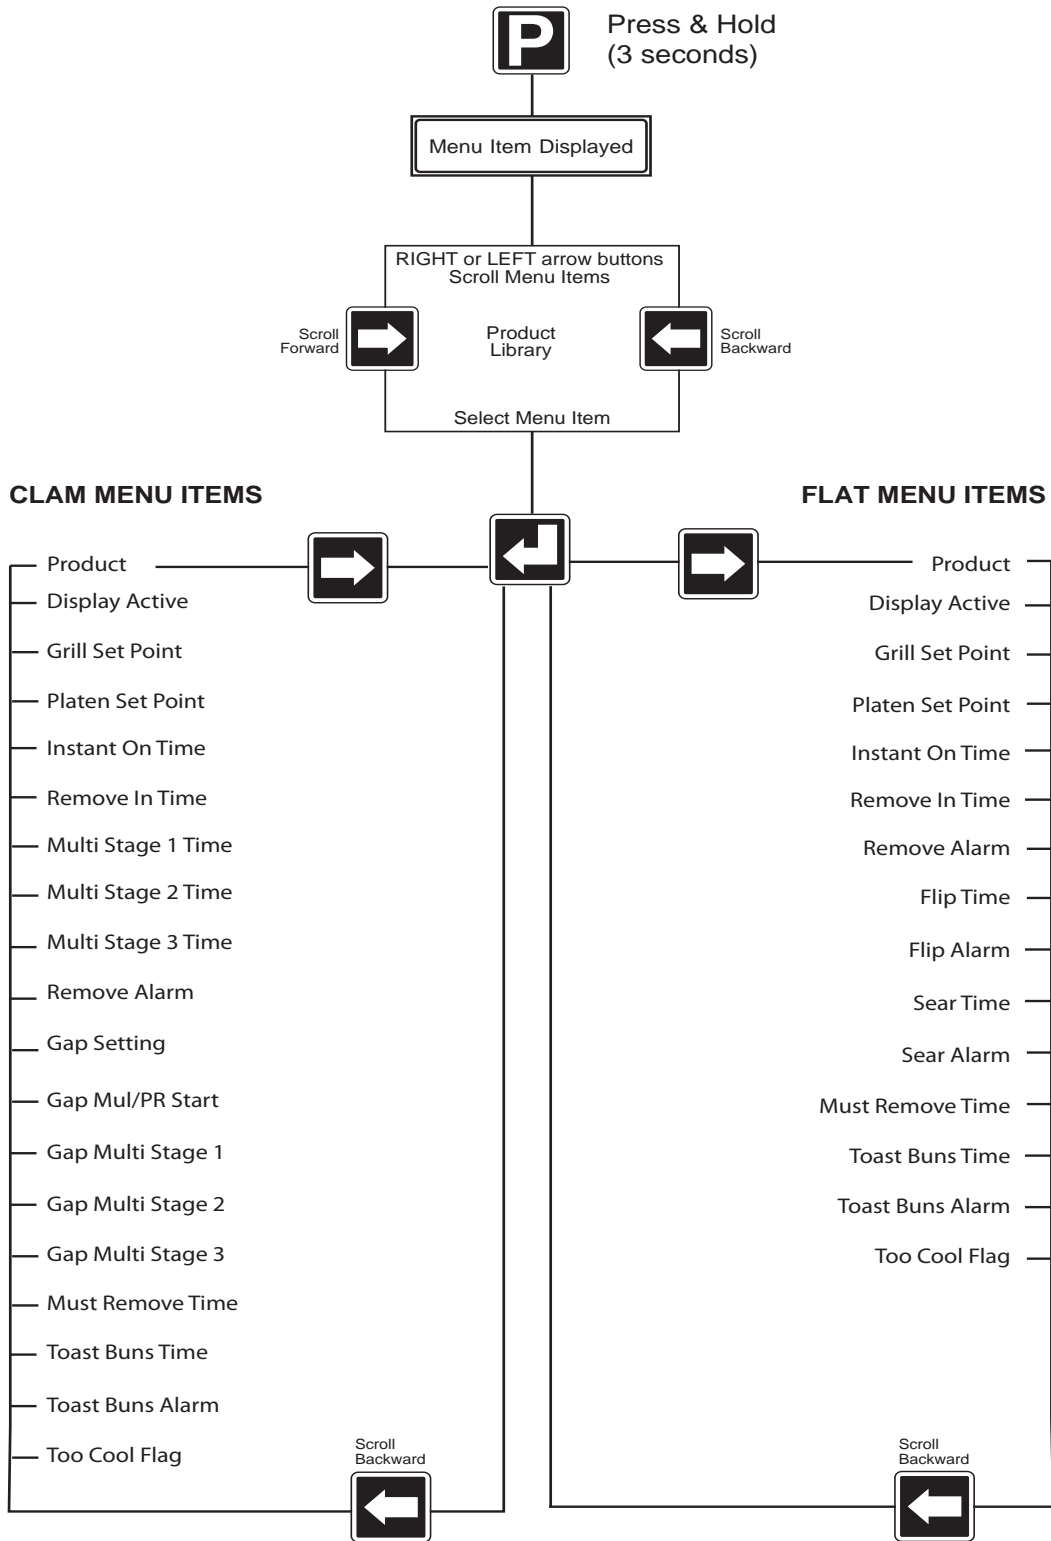 P
Press & Hold
(3 seconds)
Menu Item Displayed
RIGHT or LEFT arrow buttons
Scroll Menu Items
Scroll
Forward
Product
Library
Scroll
Backward
Select Menu Item
CLAM MENU ITEMS
Product
Display Active
Grill Set Point
Platen Set Point
Instant On Time
Remove In Time
Multi Stage 1 Time
Multi Stage 2 Time
Multi Stage 3 Time
Remove Alarm
Gap Setting
Gap Mul/PR Start
Gap Multi Stage 1
Gap Multi Stage 2
Gap Multi Stage 3
Must Remove Time
Toast Buns Time
Toast Buns Alarm
Too Cool Flag
Scroll
Backward
FLAT MENU ITEMS
Product
Display Active
Grill Set Point
Platen Set Point
Instant On Time
Remove In Time
Remove Alarm
Flip Time
Flip Alarm
Sear Time
Sear Alarm
Must Remove Time
Toast Buns Time
Toast Buns Alarm
Too Cool Flag
Scroll
Backward